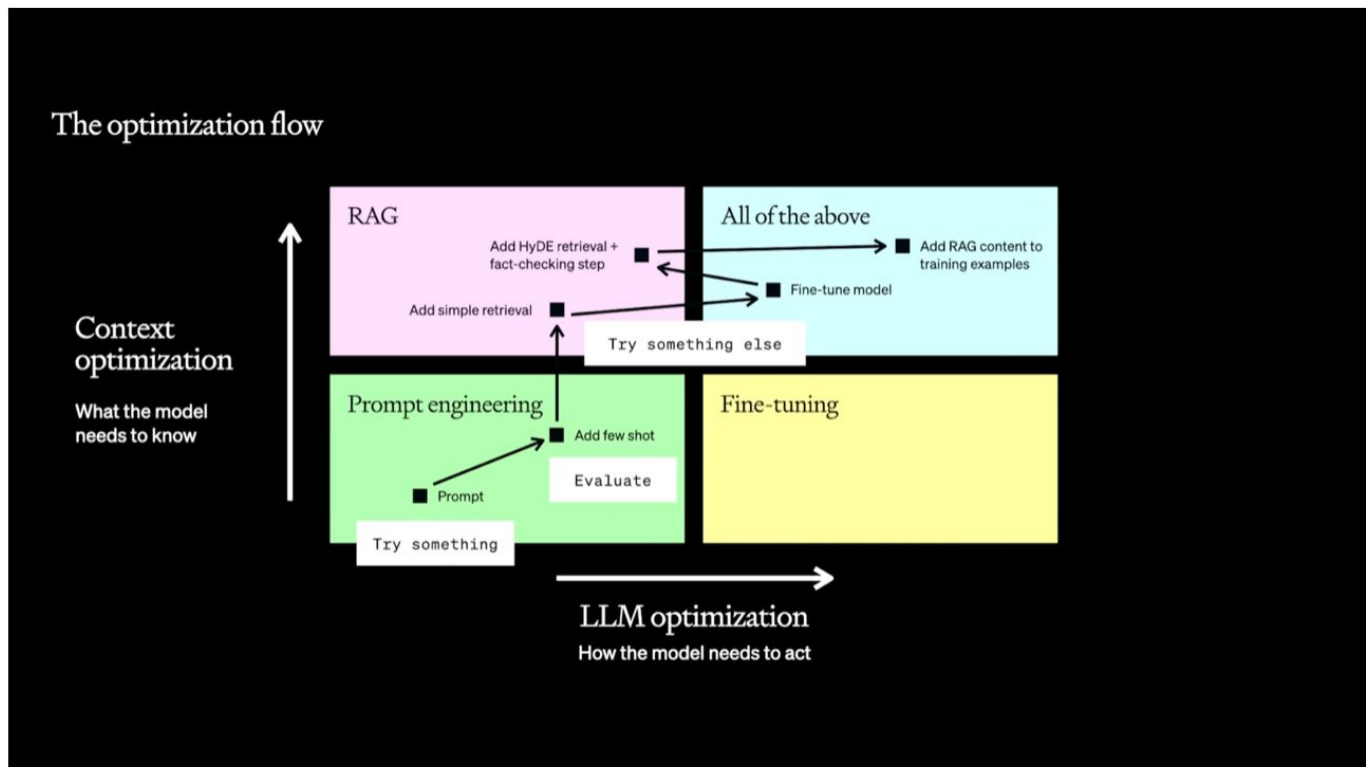 The optimization flow
RAG
Add HyDE retrieval +
fact-checking step
Add simple retrieval
All of the above
Add RAG content to
training examples
Fine-tune model
Try something else
Context
optimization
What the model
needs to know
Prompt engineering
Add few shot
Evaluate
Prompt
Try something
Fine-tuning
LLM optimization
How the model needs to act